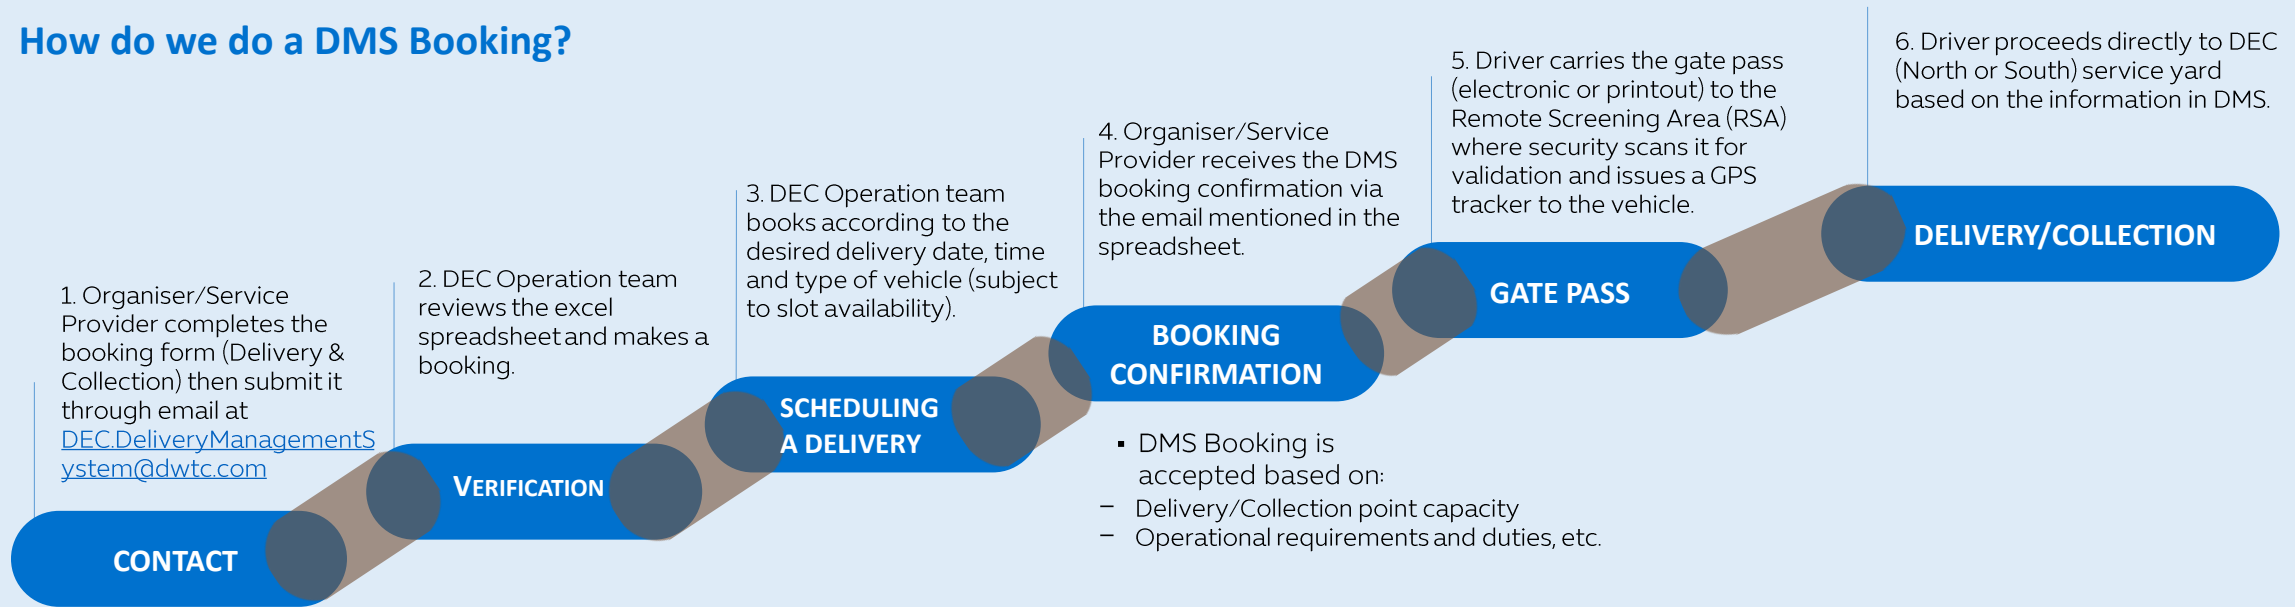 How do we do a DMS Booking?
1. Organiser/Service
Provider completes the
booking form (Delivery &
Collection) then submit it
through email at
DEC.DeliveryManagementS
ystem@dwtc.com
CONTACT
2. DEC Operation team
reviews the excel
spreadsheet and makes a
booking.
VERIFICATION
3. DEC Operation team
books according to the
desired delivery date, time
and type of vehicle (subject
to slot availability).
SCHEDULING
A DELIVERY
4. Organiser/Service
Provider receives the DMS
booking confirmation via
the email mentioned in the
spreadsheet.
BOOKING
CONFIRMATION
▪ DMS Booking is
accepted based on:
– Delivery/Collection point capacity
– Operational requirements and duties, etc.
5. Driver carries the gate pass
(electronic or printout) to the
Remote Screening Area (RSA)
where security scans it for
validation and issues a GPS
tracker to the vehicle.
GATE PASS
6. Driver proceeds directly to DEC
(North or South) service yard
based on the information in DMS.
DELIVERY/COLLECTION